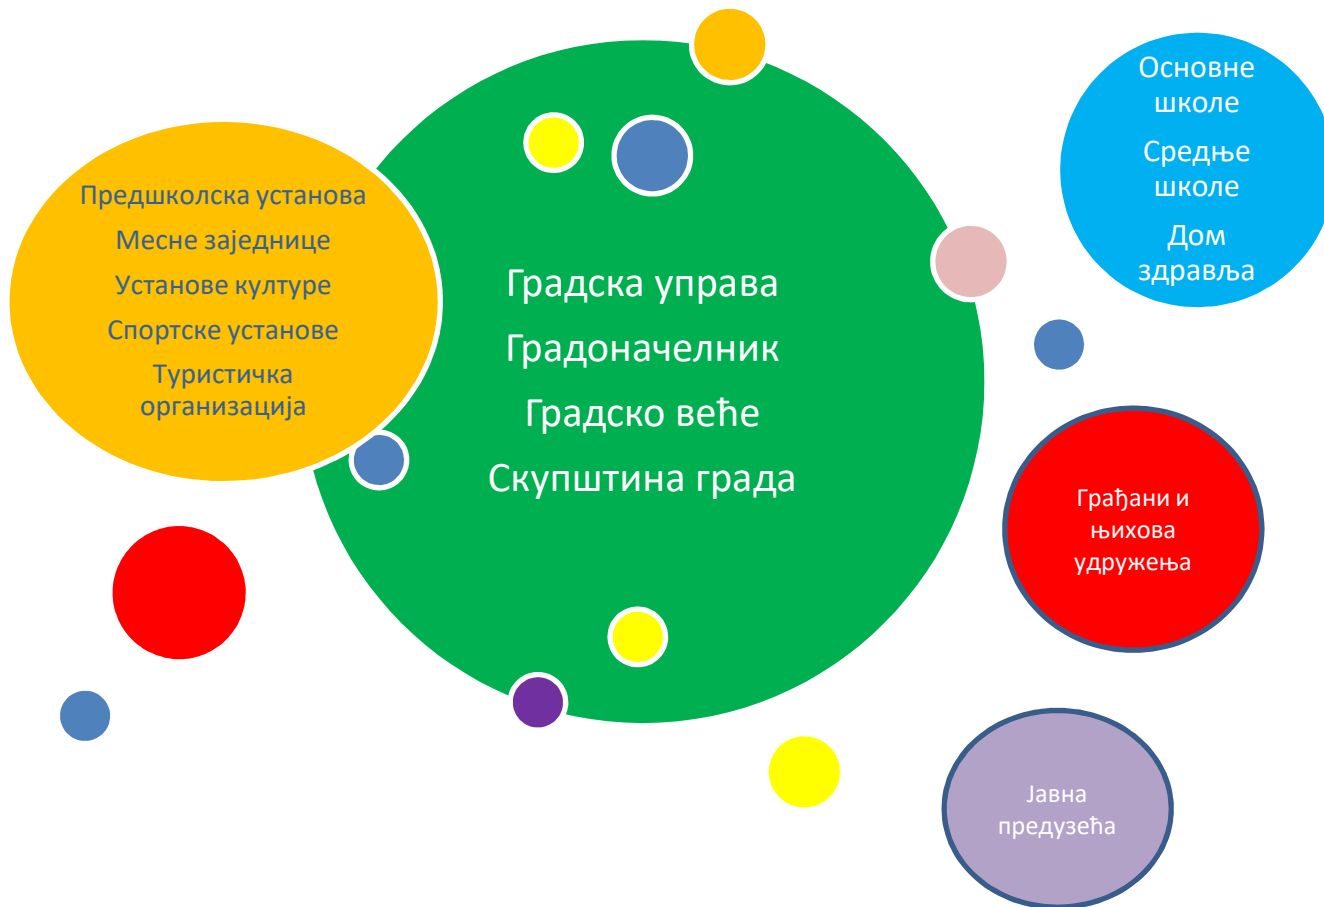 Предшколска установа
Месне заједнице
Установе културе
Спортске установе
Туристичка
организација
Градска управа
Градоначелник
Градско веће
Скупштина града
Основне
школе
Средње
школе
Дом
здравља
Грађани и
њихова
удружења
Јавна
предузећа